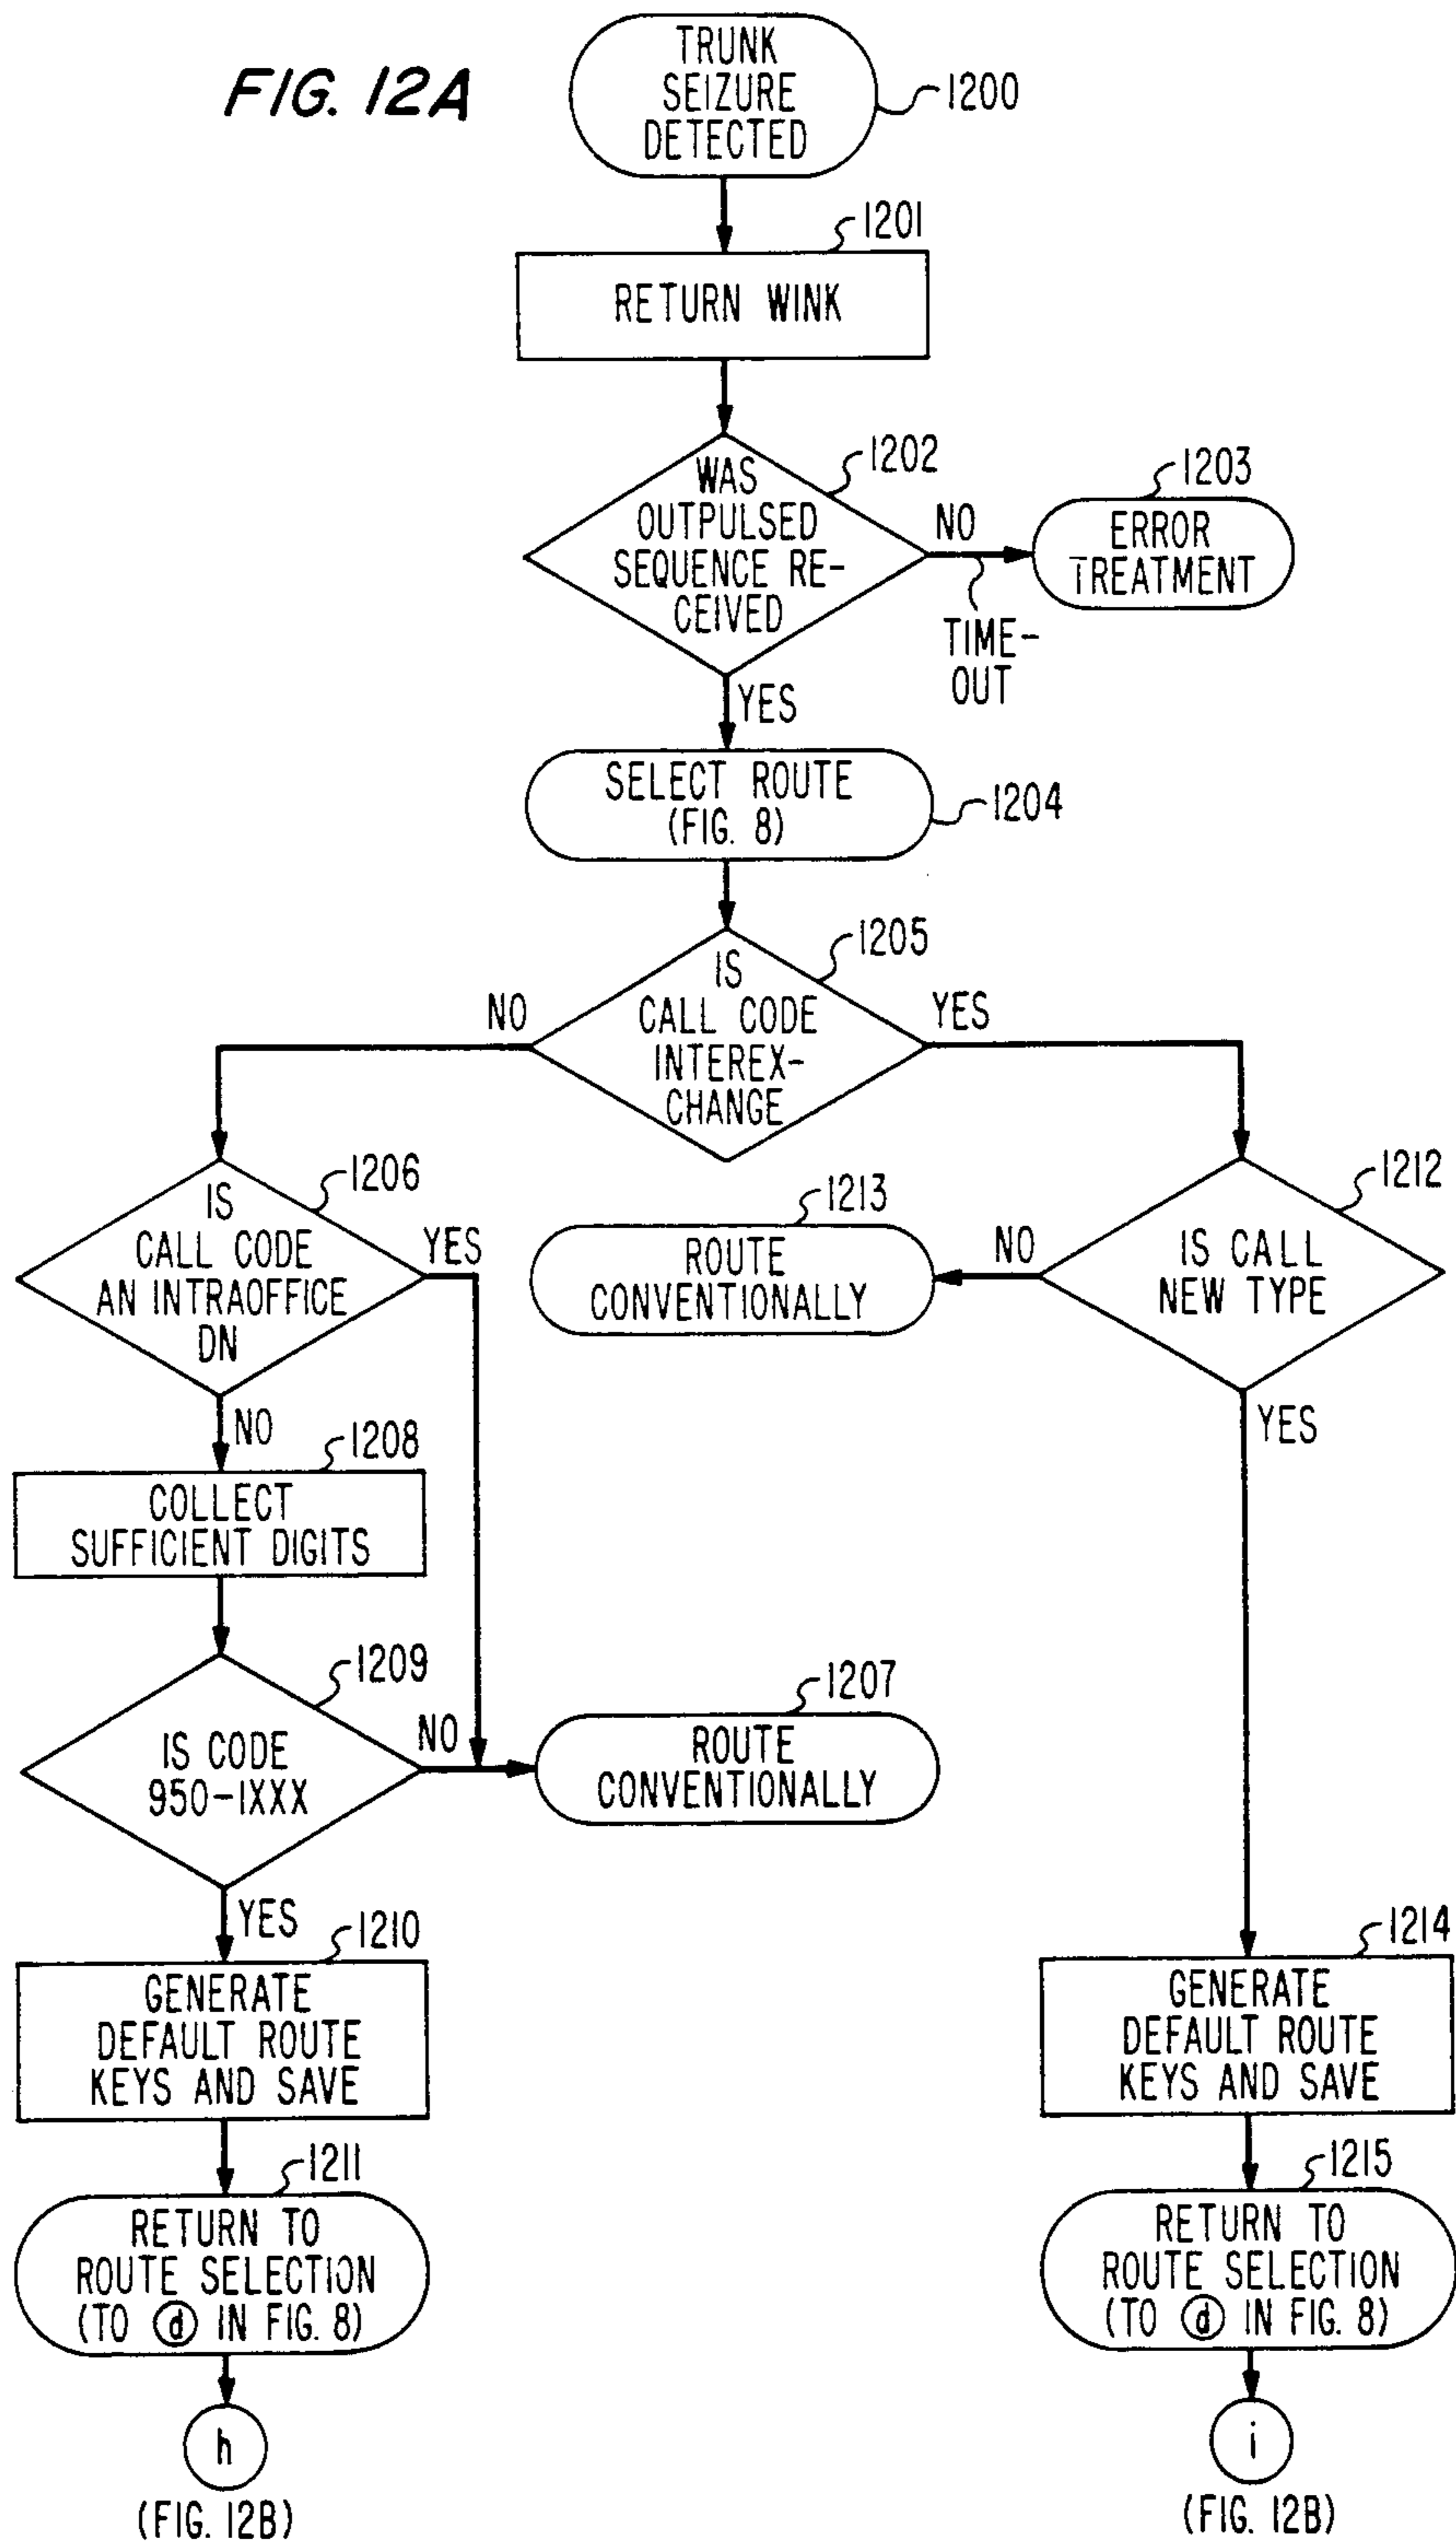 FIG. 12A
TRUNK
SEIZURE
DETECTED
1200
1201
RETURN WINK
1202
WAS
OUTPULSED
SEQUENCE RE-
CEIVED
NO
TIME-
OUT
1203
ERROR
TREATMENT
YES
SELECT ROUTE
(FIG. 8)
1204
1205
IS
CALL CODE
INTEREX-
CHANGE
NO
YES
1206
IS
CALL CODE
AN INTRAOFFICE
DN
YES
1213
ROUTE
CONVENTIONALLY
NO
1212
IS CALL
NEW TYPE
YES
NO
1208
COLLECT
SUFFICIENT DIGITS
1209
IS CODE
950-1XXX
NO
1207
ROUTE
CONVENTIONALLY
YES
1210
GENERATE
DEFAULT ROUTE
KEYS AND SAVE
1214
GENERATE
DEFAULT ROUTE
KEYS AND SAVE
1211
RETURN TO
ROUTE SELECTION
(TO d IN FIG. 8)
1215
RETURN TO
ROUTE SELECTION
(TO d IN FIG. 8)
h
(FIG. 12B)
i
(FIG. 12B)